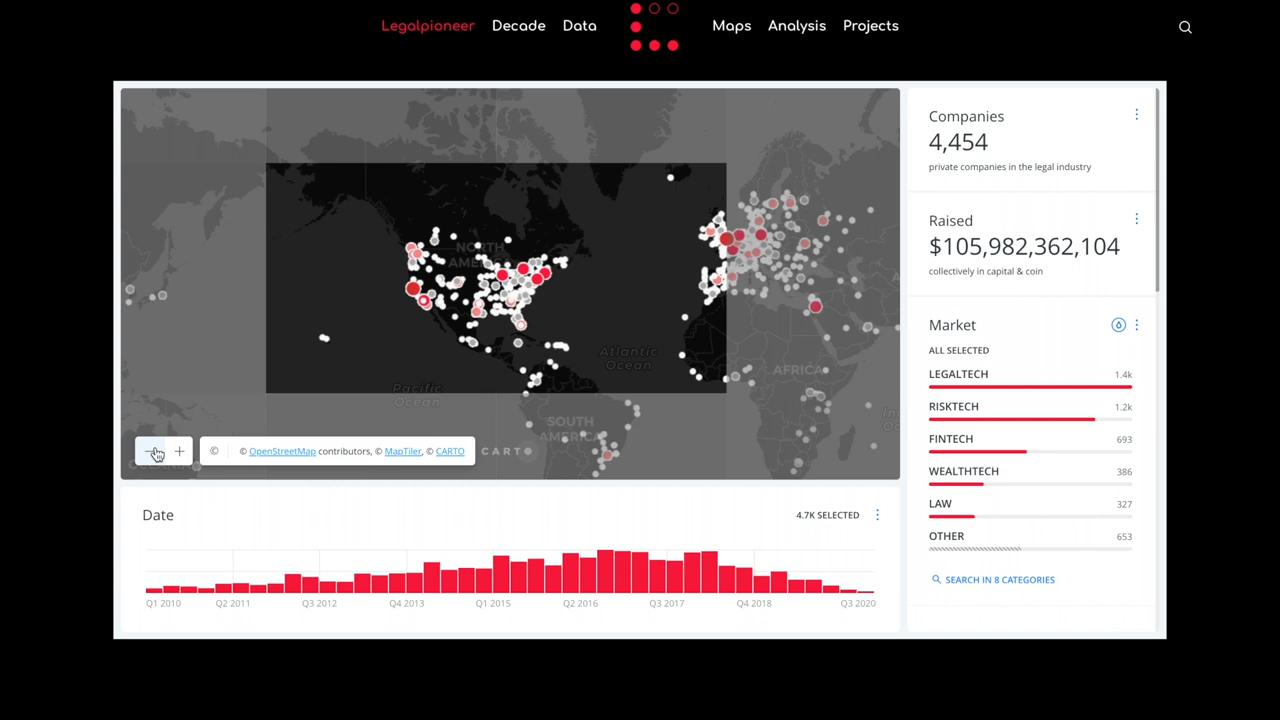 Legalpioneer Decade Data Maps Analysis Projects
NORTH
AMERICA
Atlantic
Ocean
Pacific
Ocean
AFRICA
SOUTH
AMERICA
OCEANIA
© © OpenStreetMap contributors, © MapTiler, © CARTO
CARTO
Companies
4,454
private companies in the legal industry
Raised
$105,982,362,104
collectively in capital & coin
Market
ALL SELECTED
LEGALTECH 1.4k
RISKTECH 1.2k
FINTECH 693
WEALTHTECH 386
LAW 327
OTHER 653
SEARCH IN 8 CATEGORIES
Date 4.7K SELECTED
Q1 2010 Q2 2011 Q3 2012 Q4 2013 Q1 2015 Q2 2016 Q3 2017 Q4 2018 Q3 2020